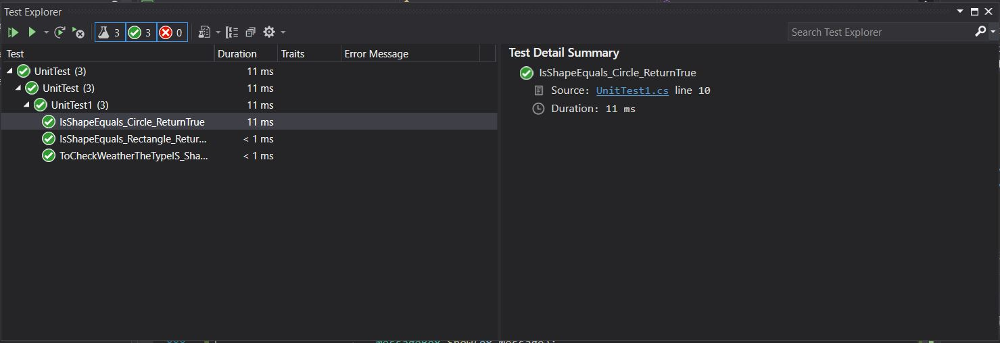 Test Explorer
3 3 0
Search Test Explorer
Test Duration Traits Error Message
UnitTest (3) 11 ms
UnitTest (3) 11 ms
UnitTest1 (3) 11 ms
IsShapeEquals_Circle_ReturnTrue 11 ms
IsShapeEquals_Rectangle_Retur... < 1 ms
ToCheckWeatherTheTypeIS_Sha... < 1 ms
Test Detail Summary
IsShapeEquals_Circle_ReturnTrue
Source: UnitTest1.cs line 10
Duration: 11 ms